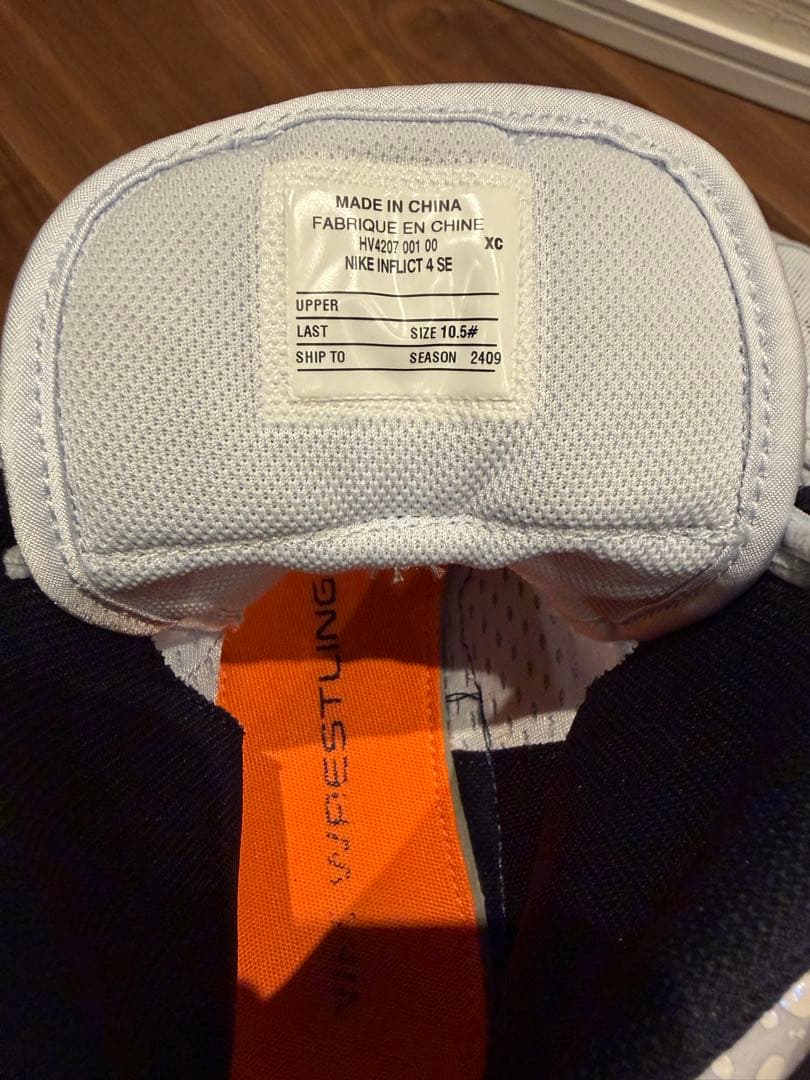 MADE IN CHINA
FABRIQUE EN CHINE
HV4207 001 00 XC
NIKE INFLICT 4 SE
UPPER
LAST SIZE 10.5#
SHIP TO SEASON 2409
WRESTLING